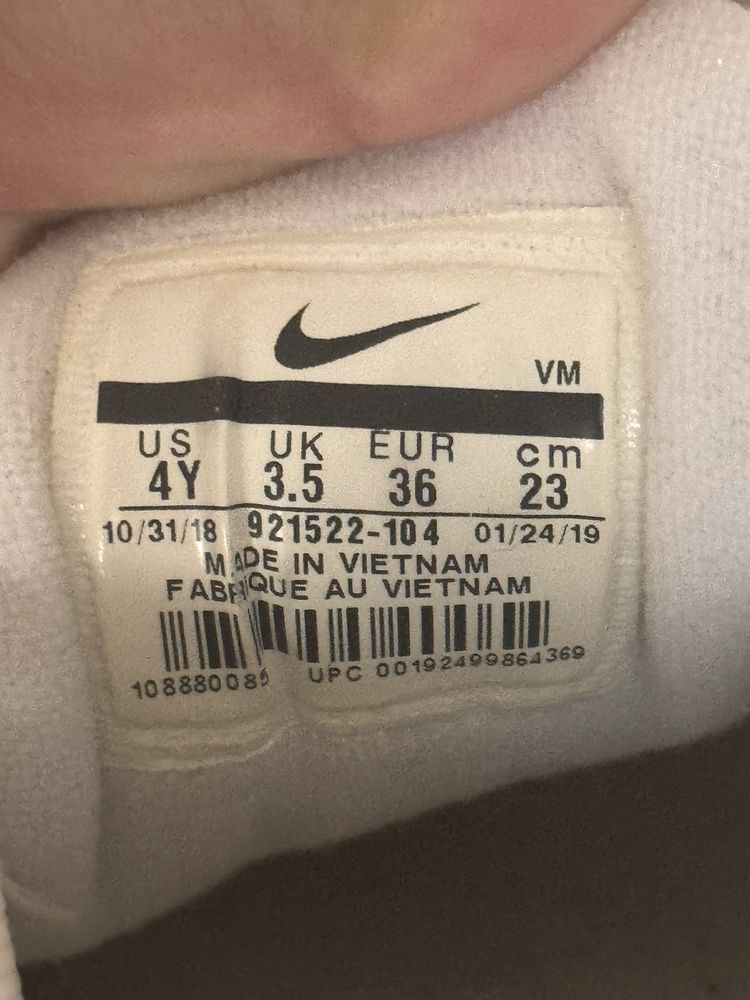 VM
US UK EUR cm
4Y 3.5 36 23
10/31/18 921522-104 01/24/19
MADE IN VIETNAM
FABRIQUE AU VIETNAM
UPC 00192499864369